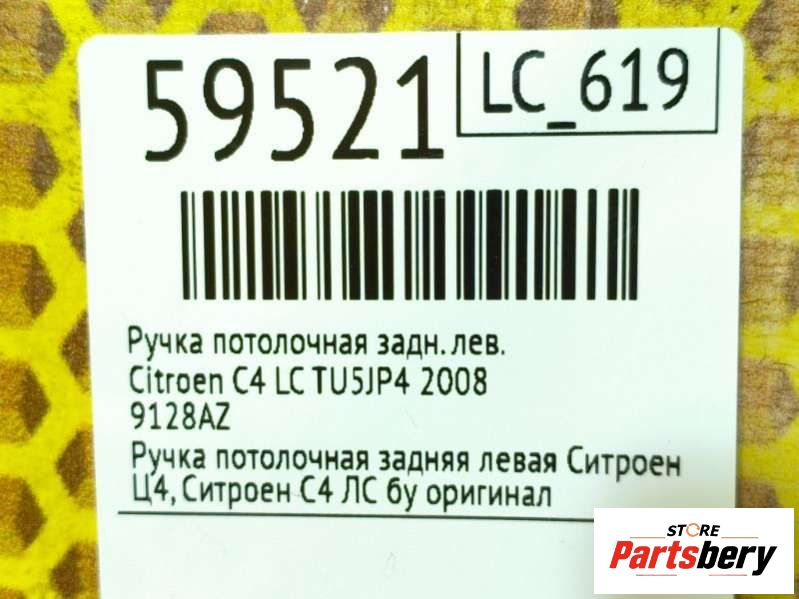 59521
LC_619
Ручка потолочная задн. лев.
Citroen C4 LC TU5JP4 2008
9128AZ
Ручка потолочная задняя левая Ситроен
Ц4, Ситроен С4 ЛС бу оригинал
STORE
Partsbery